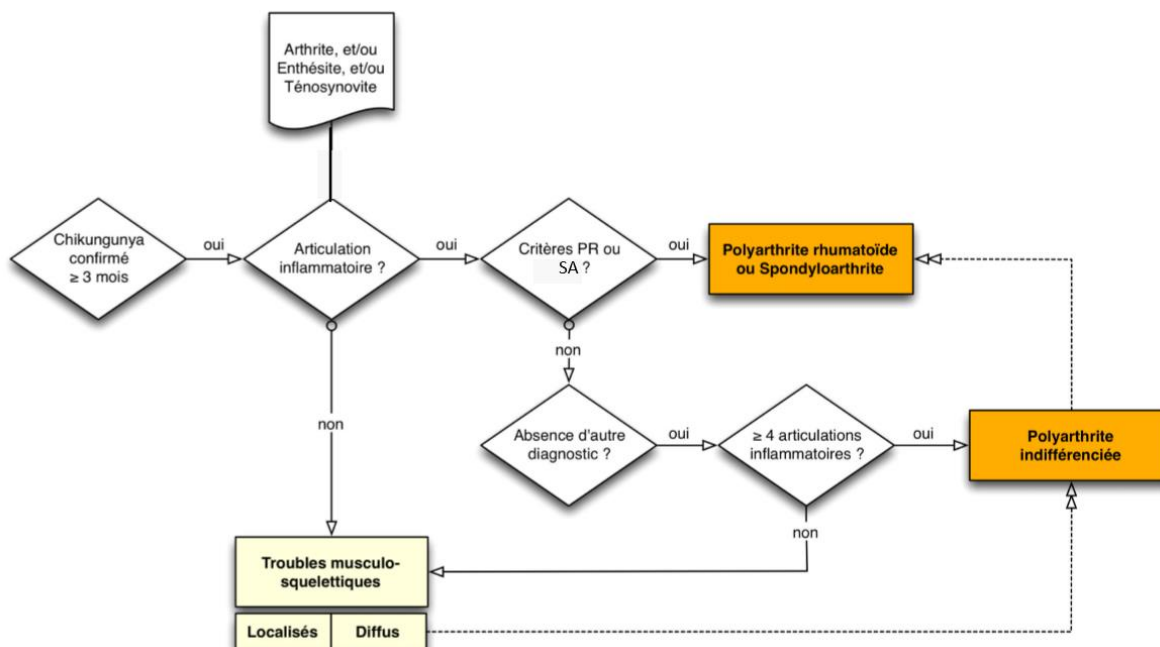 Arthrite, et/ou
Enthésite, et/ou
Ténosynovite
Chikungunya
confirmé
≥ 3 mois
oui
Articulation
inflammatoire ?
oui
Critères PR ou
SA ?
oui
Polyarthrite rhumatoïde
ou Spondyloarthrite
non
non
Absence d'autre
diagnostic ?
oui
≥ 4 articulations
inflammatoires ?
oui
Polyarthrite
indifférenciée
non
Troubles musculo-
squelettiques
Localisés
Diffus